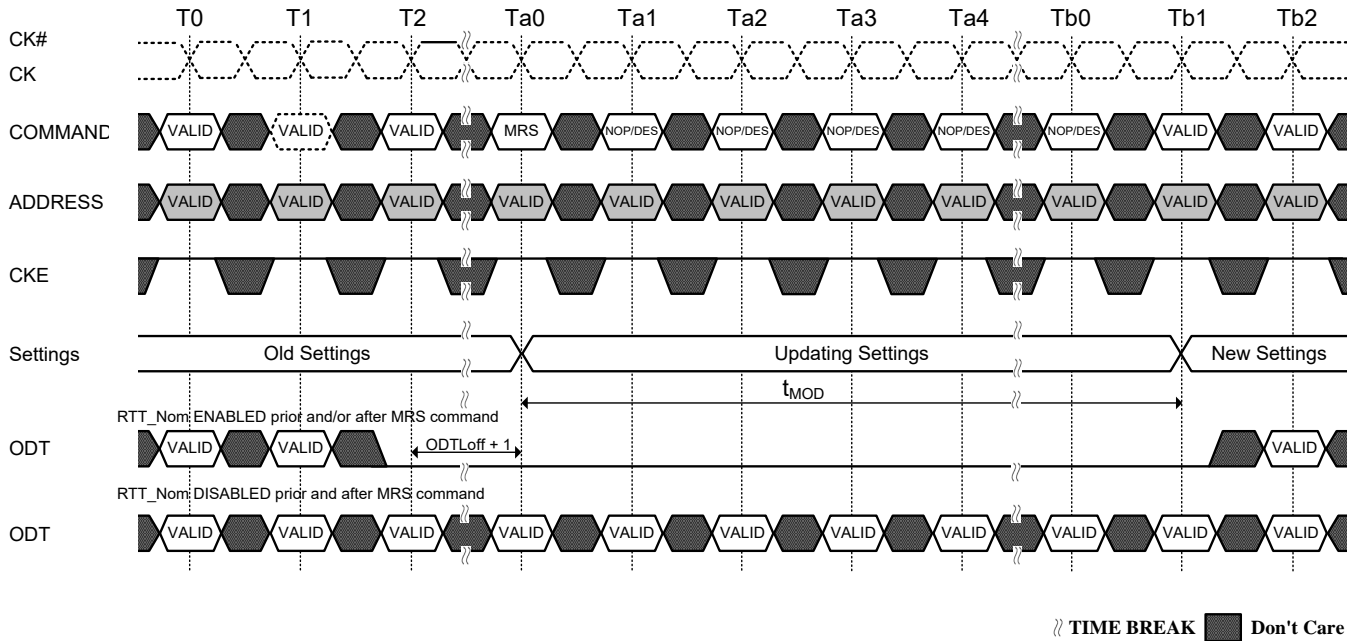 T0 T1 T2 Ta0 Ta1 Ta2 Ta3 Ta4 Tb0 Tb1 Tb2
CK#
CK
COMMAND VALID VALID VALID MRS NOP/DES NOP/DES NOP/DES NOP/DES NOP/DES VALID VALID
ADDRESS VALID VALID VALID VALID VALID VALID VALID VALID VALID VALID VALID
CKE
Settings Old Settings Updating Settings New Settings
tMOD
RTT_Nom ENABLED prior and/or after MRS command
ODT VALID VALID ODTLoff + 1 VALID
RTT_Nom DISABLED prior and after MRS command
ODT VALID VALID VALID VALID VALID VALID VALID VALID VALID VALID VALID
TIME BREAK Don't Care